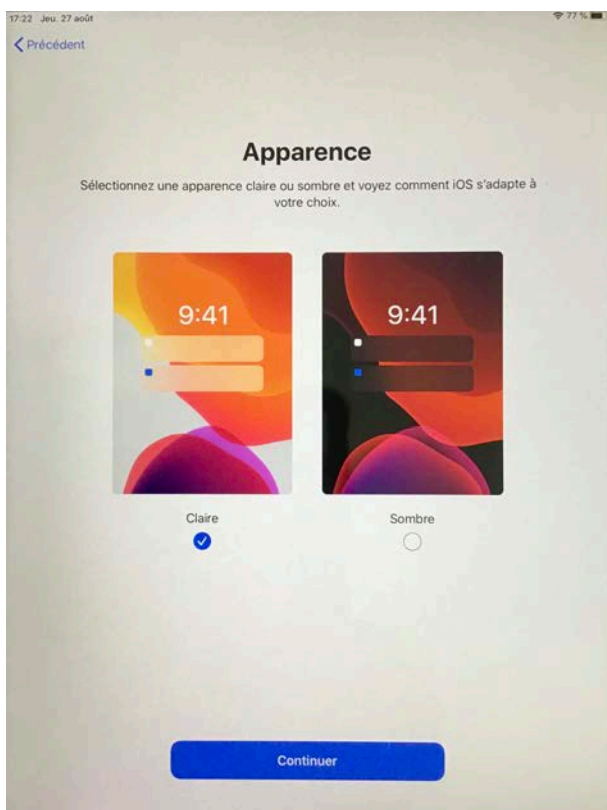 17:22 Jeu. 27 août
77 %
Précédent
Apparence
Sélectionnez une apparence claire ou sombre et voyez comment iOS s'adapte à
votre choix.
9:41
9:41
Claire
Sombre
Continuer